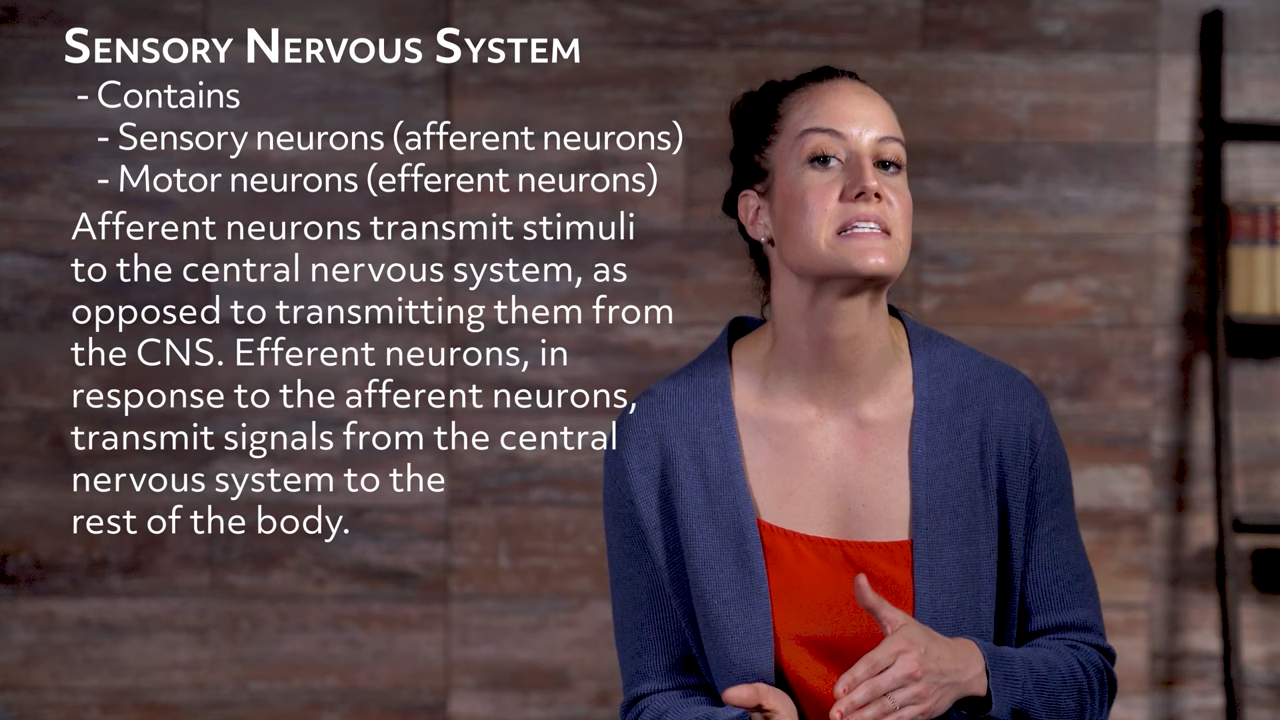 Sensory Nervous System
- Contains
- Sensory neurons (afferent neurons)
- Motor neurons (efferent neurons)
Afferent neurons transmit stimuli
to the central nervous system, as
opposed to transmitting them from
the CNS. Efferent neurons, in
response to the afferent neurons,
transmit signals from the central
nervous system to the
rest of the body.